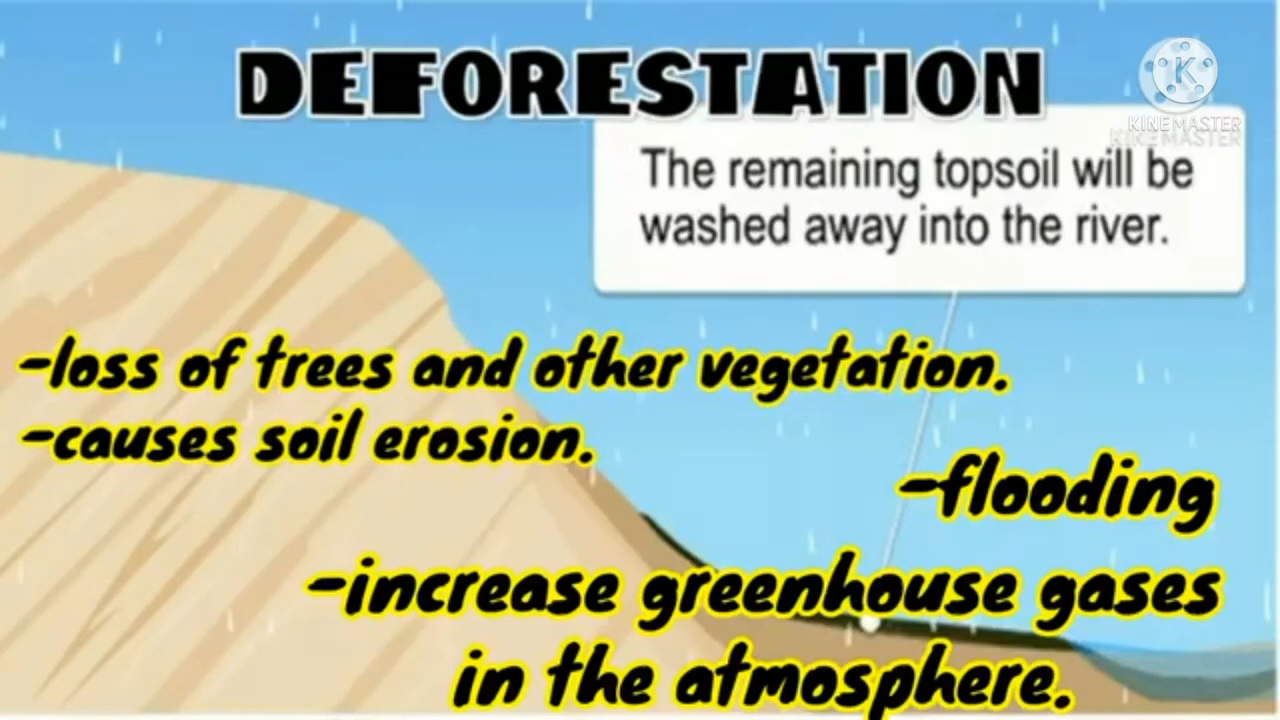 DEFORESTATION
K
KINEMASTER
KINEMASTER
The remaining topsoil will be
washed away into the river.
-loss of trees and other vegetation.
-causes soil erosion.
-flooding
-increase greenhouse gases
in the atmosphere.